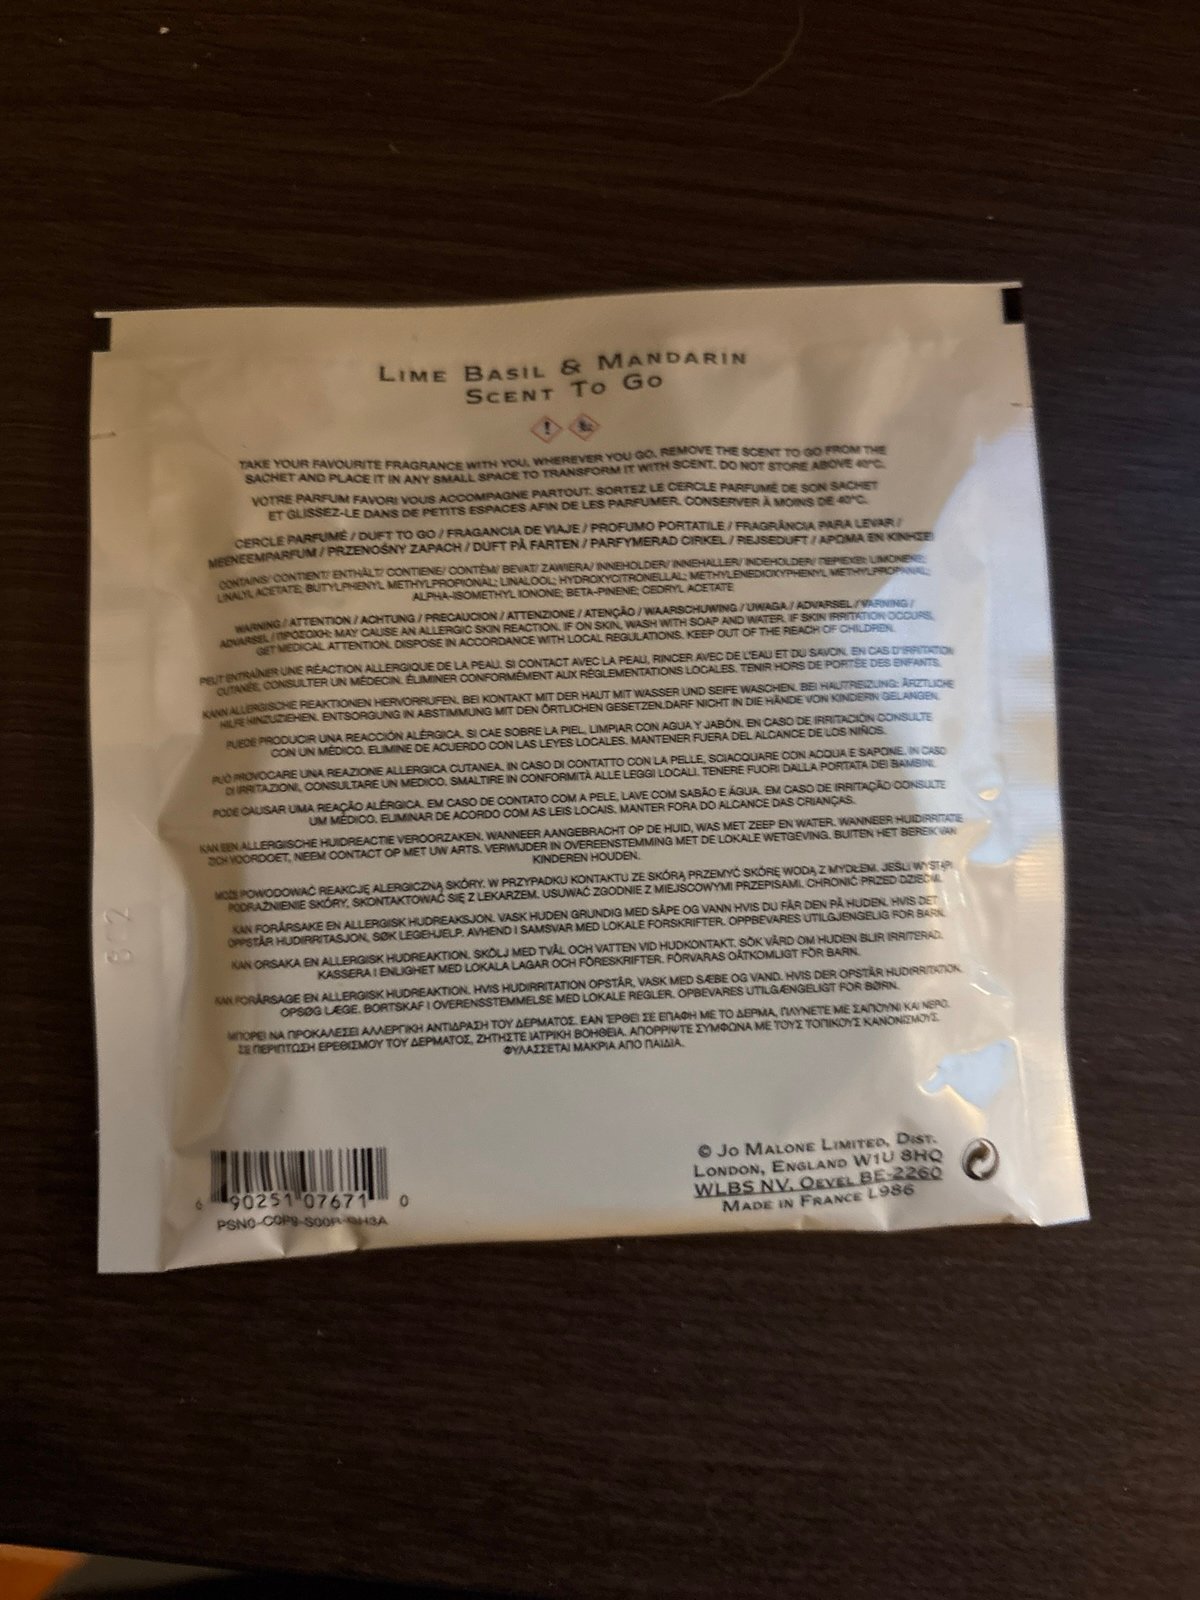 LIME BASIL & MANDARIN
SCENT TO GO
TAKE YOUR FAVOURITE FRAGRANCE WITH YOU, WHEREVER YOU GO. REMOVE THE SCENT TO GO FROM THE
SACHET AND PLACE IT IN ANY SMALL SPACE TO TRANSFORM IT WITH SCENT. DO NOT STORE ABOVE 40°C.
VOTRE PARFUM FAVORI VOUS ACCOMPAGNE PARTOUT. SORTEZ LE CERCLE PARFUMÉ DE SON SACHET
ET GLISSEZ-LE DANS DE PETITS ESPACES AFIN DE LES PARFUMER. CONSERVER À MOINS DE 40°C.
CERCLE PARFUMÉ / DUFT TO GO / FRAGANCIA DE VIAJE / PROFUMO PORTATILE / FRAGRÂNCIA PARA LEVAR /
MEENEEMPARFUM / PRZENOŚNY ZAPACH / DUFT PÅ FARTEN / PARFYMERAD CIRKEL / REJSEDUFT / ΑΡΩΜΑ ΕΝ ΚΙΝΗΣΕΙ
CONTAINS/ CONTIENT/ ENTHÄLT/ CONTIENE/ CONTÉM/ BEVAT/ ZAWIERA/ INNEHOLDER/ INNEHALLER/ INDEHOLDER/ ΠΕΡΙΕΧΕΙ: LIMONENE;
LINALYL ACETATE; BUTYLPHENYL METHYLPROPIONAL; LINALOOL; HYDROXYCITRONELLAL; METHYLENEDIOXYPHENYL METHYLPROPANAL;
ALPHA-ISOMETHYL IONONE; BETA-PINENE; CEDRYL ACETATE
WARNING / ATTENTION / ACHTUNG / PRECAUCION / ATTENZIONE / ATENÇÃO / WAARSCHUWING / UWAGA / ADVARSEL / VARNING /
ADVARSEL / ΠΡΟΣΟΧΗ: MAY CAUSE AN ALLERGIC SKIN REACTION. IF ON SKIN, WASH WITH SOAP AND WATER. IF SKIN IRRITATION OCCURS,
GET MEDICAL ATTENTION. DISPOSE IN ACCORDANCE WITH LOCAL REGULATIONS. KEEP OUT OF THE REACH OF CHILDREN.
PEUT ENTRAÎNER UNE RÉACTION ALLERGIQUE DE LA PEAU. SI CONTACT AVEC LA PEAU, RINCER AVEC DE L'EAU ET DU SAVON. EN CAS D'IRRITATION
CUTANÉE, CONSULTER UN MÉDECIN. ÉLIMINER CONFORMÉMENT AUX RÉGLEMENTATIONS LOCALES. TENIR HORS DE PORTÉE DES ENFANTS.
KANN ALLERGISCHE REAKTIONEN HERVORRUFEN. BEI KONTAKT MIT DER HAUT MIT WASSER UND SEIFE WASCHEN. BEI HAUTREIZUNG: ÄRZTLICHE
HILFE HINZUZIEHEN. ENTSORGUNG IN ABSTIMMUNG MIT DEN ÖRTLICHEN GESETZEN.DARF NICHT IN DIE HÄNDE VON KINDERN GELANGEN.
PUEDE PRODUCIR UNA REACCIÓN ALÉRGICA. SI CAE SOBRE LA PIEL, LIMPIAR CON AGUA Y JABÓN. EN CASO DE IRRITACIÓN CONSULTE
CON UN MÉDICO. ELIMINE DE ACUERDO CON LAS LEYES LOCALES. MANTENER FUERA DEL ALCANCE DE LOS NIÑOS.
PUÒ PROVOCARE UNA REAZIONE ALLERGICA CUTANEA. IN CASO DI CONTATTO CON LA PELLE, SCIACQUARE CON ACQUA E SAPONE. IN CASO
DI IRRITAZIONI, CONSULTARE UN MEDICO. SMALTIRE IN CONFORMITÀ ALLE LEGGI LOCALI. TENERE FUORI DALLA PORTATA DEI BAMBINI.
PODE CAUSAR UMA REAÇÃO ALÉRGICA. EM CASO DE CONTATO COM A PELE, LAVE COM SABÃO E ÁGUA. EM CASO DE IRRITAÇÃO CONSULTE
UM MÉDICO. ELIMINAR DE ACORDO COM AS LEIS LOCAIS. MANTER FORA DO ALCANCE DAS CRIANÇAS.
KAN EEN ALLERGISCHE HUIDREACTIE VEROORZAKEN. WANNEER AANGEBRACHT OP DE HUID, WAS MET ZEEP EN WATER. WANNEER HUIDIRRITATIE
ZICH VOORDOET, NEEM CONTACT OP MET UW ARTS. VERWIJDER IN OVEREENSTEMMING MET DE LOKALE WETGEVING. BUITEN HET BEREIK VAN
KINDEREN HOUDEN.
MOŻE POWODOWAĆ REAKCJĘ ALERGICZNĄ SKÓRY. W PRZYPADKU KONTAKTU ZE SKÓRĄ PRZEMYĆ SKÓRĘ WODĄ Z MYDŁEM. JEŚLI WYSTĄPI
PODRAŻNIENIE SKÓRY, SKONTAKTOWAĆ SIĘ Z LEKARZEM. USUWAĆ ZGODNIE Z MIEJSCOWYMI PRZEPISAMI. CHRONIĆ PRZED DZIEĆMI.
KAN FORÅRSAKE EN ALLERGISK HUDREAKSJON. VASK HUDEN GRUNDIG MED SÅPE OG VANN HVIS DU FÅR DEN PÅ HUDEN. HVIS DET
OPPSTÅR HUDIRRITASJON, SØK LEGEHJELP. AVHEND I SAMSVAR MED LOKALE FORSKRIFTER. OPPBEVARES UTILGJENGELIG FOR BARN.
KAN ORSAKA EN ALLERGISK HUDREAKTION. SKÖLJ MED TVÅL OCH VATTEN VID HUDKONTAKT. SÖK VÅRD OM HUDEN BLIR IRRITERAD.
KASSERA I ENLIGHET MED LOKALA LAGAR OCH FÖRESKRIFTER. FÖRVARAS OÅTKOMLIGT FÖR BARN.
KAN FORÅRSAGE EN ALLERGISK HUDREAKTION. HVIS HUDIRRITATION OPSTÅR, VASK MED SÆBE OG VAND. HVIS DER OPSTÅR HUDIRRITATION,
OPSØG LÆGE. BORTSKAF I OVERENSSTEMMELSE MED LOKALE REGLER. OPBEVARES UTILGÆNGELIGT FOR BØRN.
ΜΠΟΡΕΙ ΝΑ ΠΡΟΚΑΛΕΣΕΙ ΑΛΛΕΡΓΙΚΗ ΑΝΤΙΔΡΑΣΗ ΤΟΥ ΔΕΡΜΑΤΟΣ. ΕΑΝ ΈΡΘΕΙ ΣΕ ΕΠΑΦΗ ΜΕ ΤΟ ΔΕΡΜΑ, ΠΛΥΝΕΤΕ ΜΕ ΣΑΠΟΥΝΙ ΚΑΙ ΝΕΡΟ.
ΣΕ ΠΕΡΙΠΤΩΣΗ ΕΡΕΘΙΣΜΟΥ ΤΟΥ ΔΕΡΜΑΤΟΣ, ΖΗΤΗΣΤΕ ΙΑΤΡΙΚΗ ΒΟΗΘΕΙΑ. ΑΠΟΡΡΙΨΤΕ ΣΥΜΦΩΝΑ ΜΕ ΤΟΥΣ ΤΟΠΙΚΟΥΣ ΚΑΝΟΝΙΣΜΟΥΣ.
ΦΥΛΑΣΣΕΤΑΙ ΜΑΚΡΙΑ ΑΠΟ ΠΑΙΔΙΑ.
6 90251 07671 0
© JO MALONE LIMITED, DIST.
LONDON, ENGLAND W1U 8HQ
WLBS NV, OEVEL BE-2260
MADE IN FRANCE L986